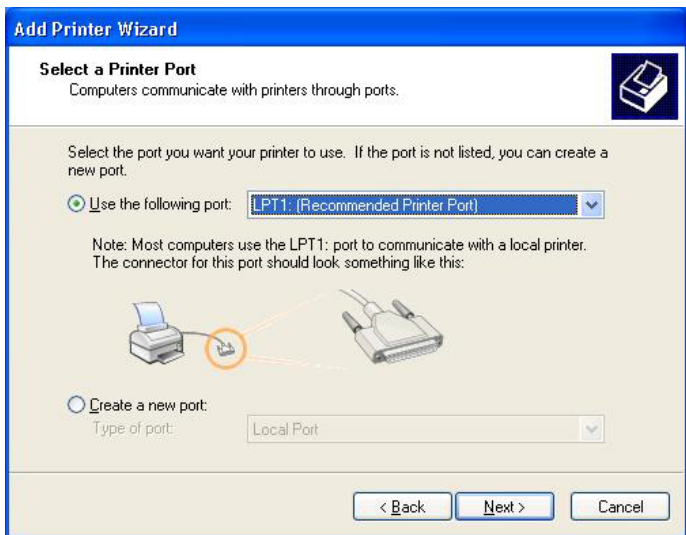 Add Printer Wizard
Select a Printer Port
Computers communicate with printers through ports.
Select the port you want your printer to use.  If the port is not listed, you can create a
new port.
Use the following port: LPT1: (Recommended Printer Port)
Note: Most computers use the LPT1: port to communicate with a local printer.
The connector for this port should look something like this:
Create a new port:
Type of port: Local Port
< Back Next > Cancel